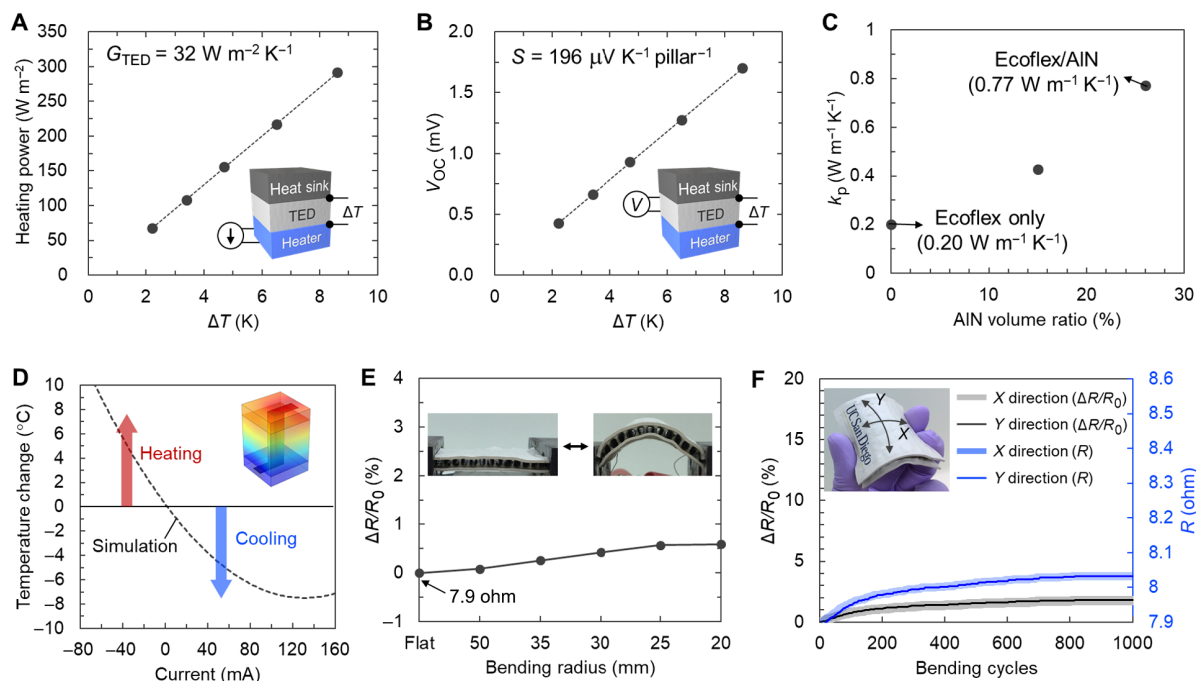 A
G_TED = 32 W m⁻² K⁻¹
Heating power (W m⁻²)
350
300
250
200
150
100
50
0
Heat sink
TED
Heater
ΔT
0 2 4 6 8 10
ΔT (K)
B
S = 196 μV K⁻¹ pillar⁻¹
V_OC (mV)
2.0
1.5
1.0
0.5
0.0
Heat sink
V
TED
Heater
ΔT
0 2 4 6 8 10
ΔT (K)
C
k_p (W m⁻¹ K⁻¹)
1
0.8
0.6
0.4
0.2
0
Ecoflex/AlN
(0.77 W m⁻¹ K⁻¹)
Ecoflex only
(0.20 W m⁻¹ K⁻¹)
0 10 20 30
AlN volume ratio (%)
D
Temperature change (°C)
10
8
6
4
2
0
−2
−4
−6
−8
−10
Heating
Simulation
Cooling
−80 −40 0 40 80 120 160
Current (mA)
E
ΔR/R₀ (%)
4
3
2
1
0
−1
7.9 ohm
Flat 50 35 30 25 20
Bending radius (mm)
F
ΔR/R₀ (%)
20
15
10
5
0
Y
X
UC San Diego
X direction (ΔR/R₀)
Y direction (ΔR/R₀)
X direction (R)
Y direction (R)
8.6
8.5
8.4
8.3
8.2
8.1
8
7.9
R (ohm)
0 200 400 600 800 1000
Bending cycles